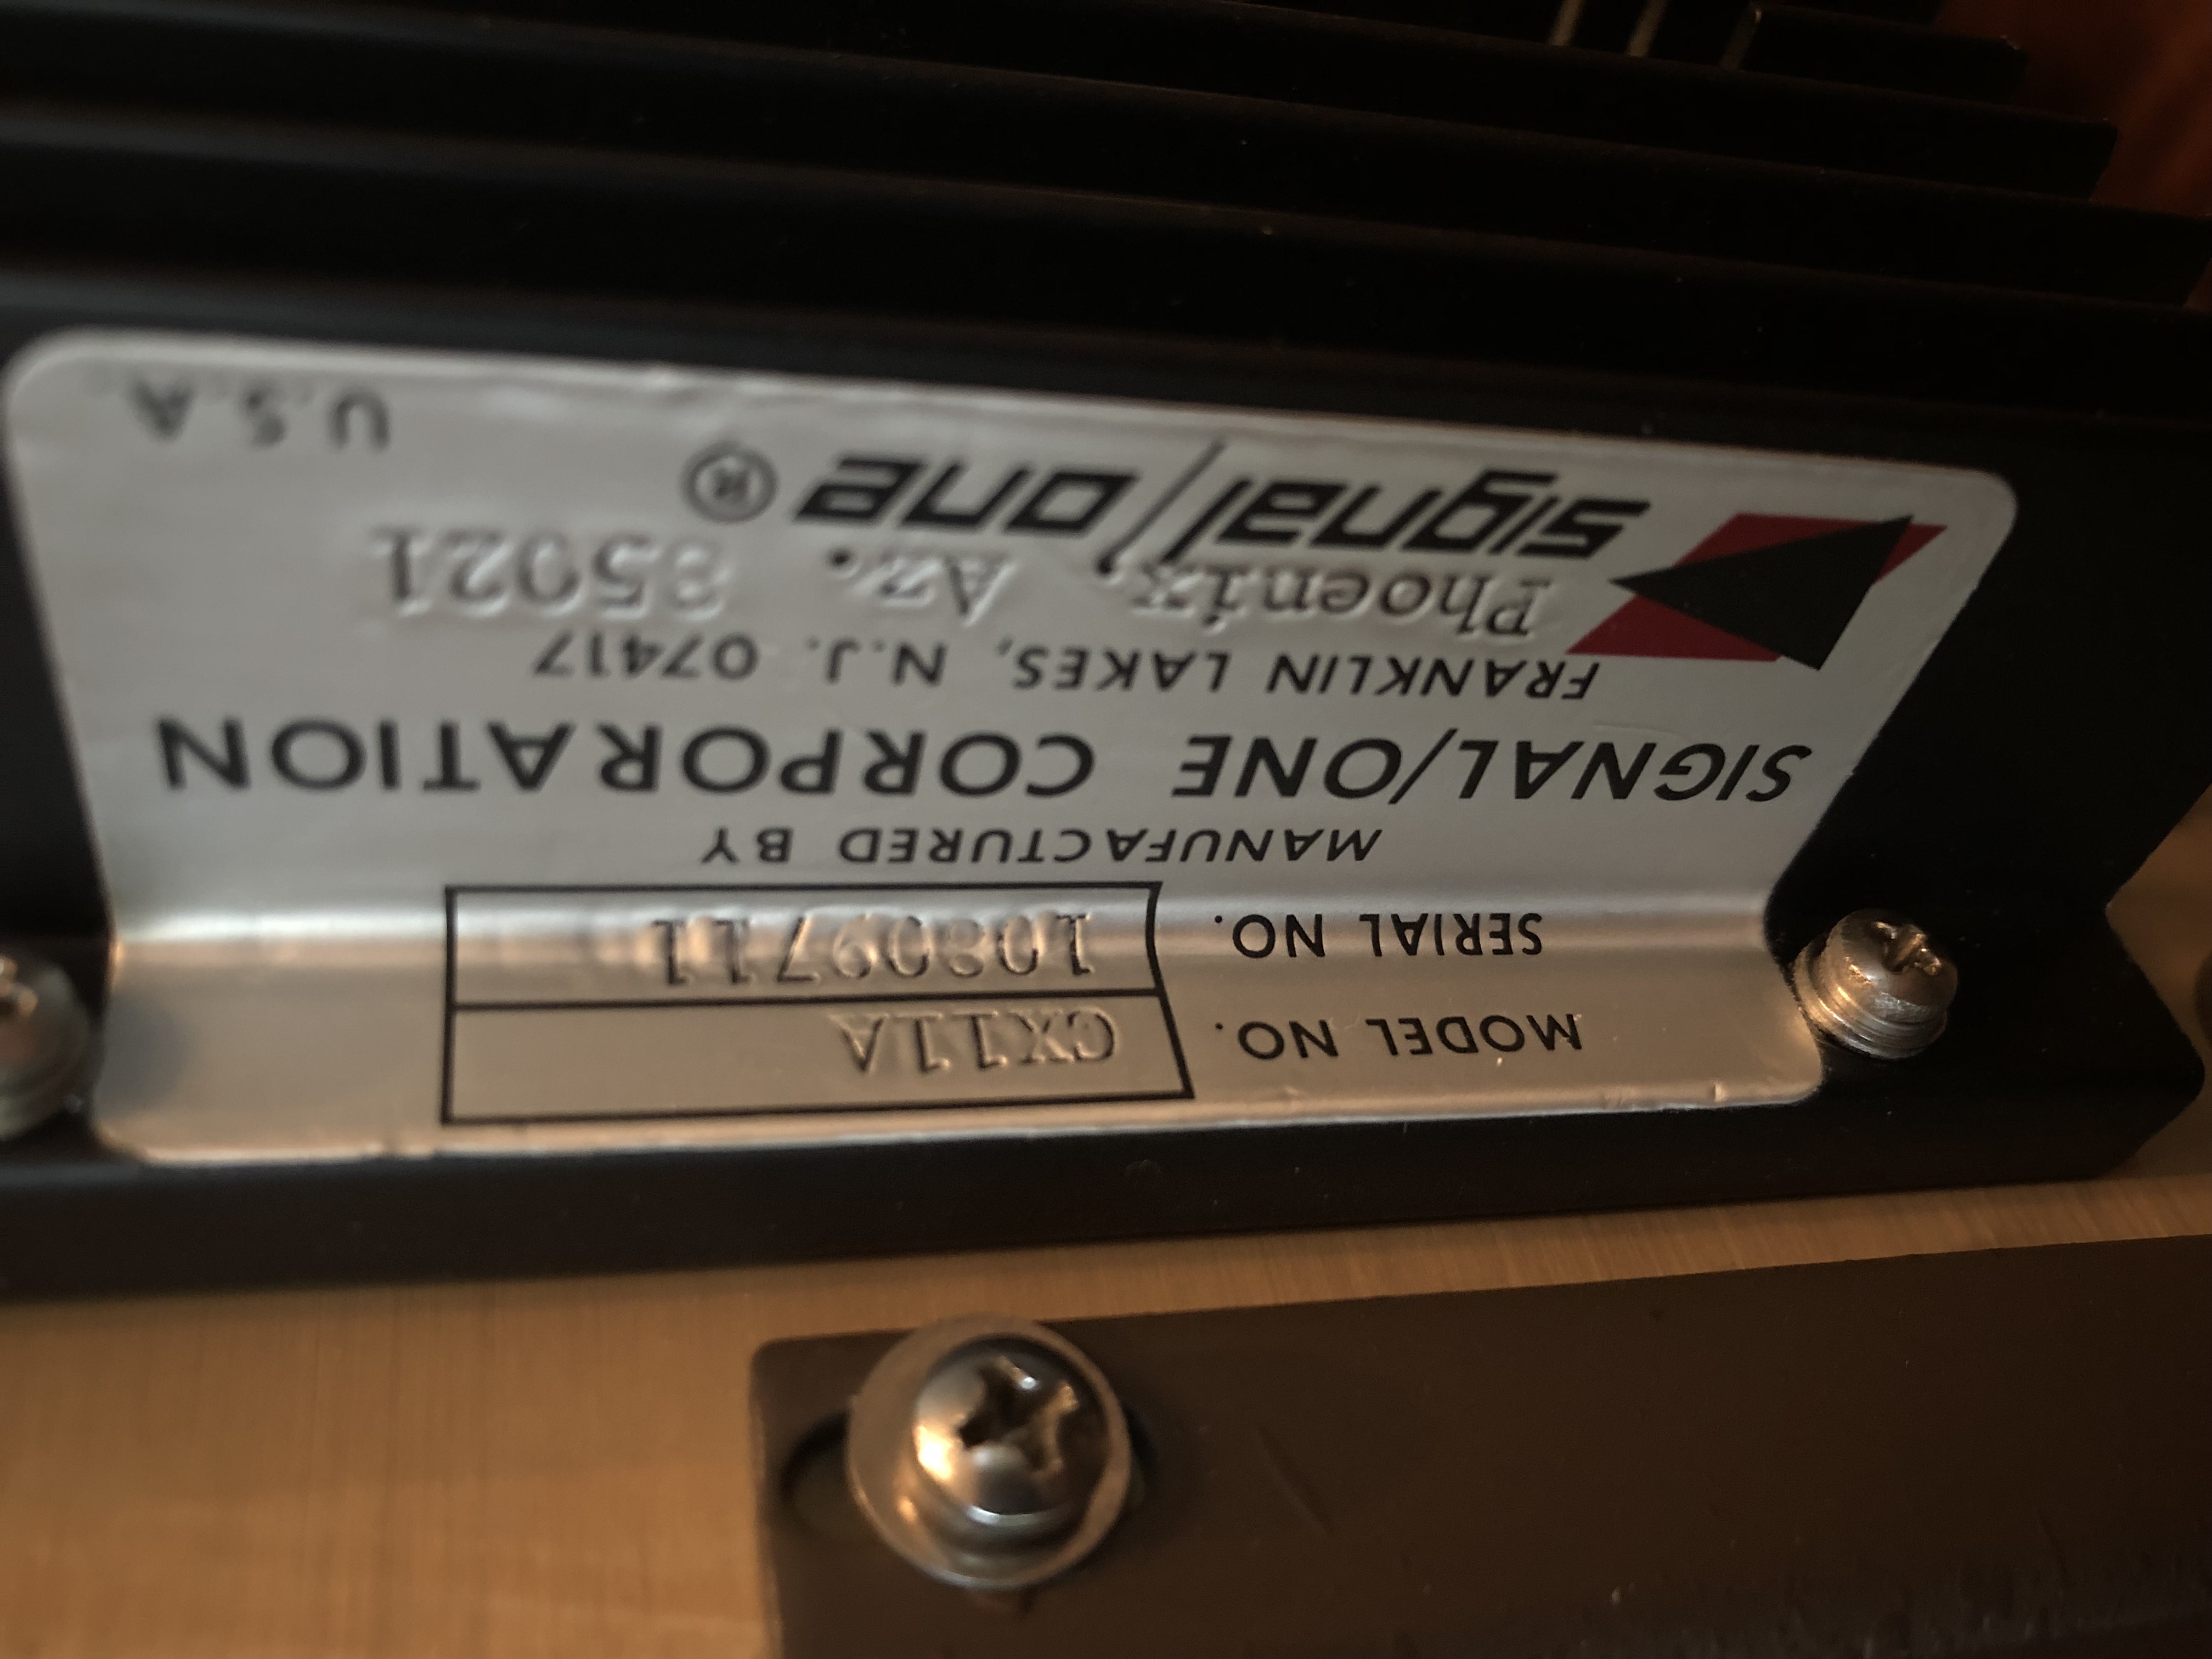 MODEL NO. CX11A
SERIAL NO. 10809711
MANUFACTURED BY
SIGNAL/ONE CORPORATION
FRANKLIN LAKES, N.J. 07417
Phoenix, Az. 85021
signal/one ®
U.S.A.